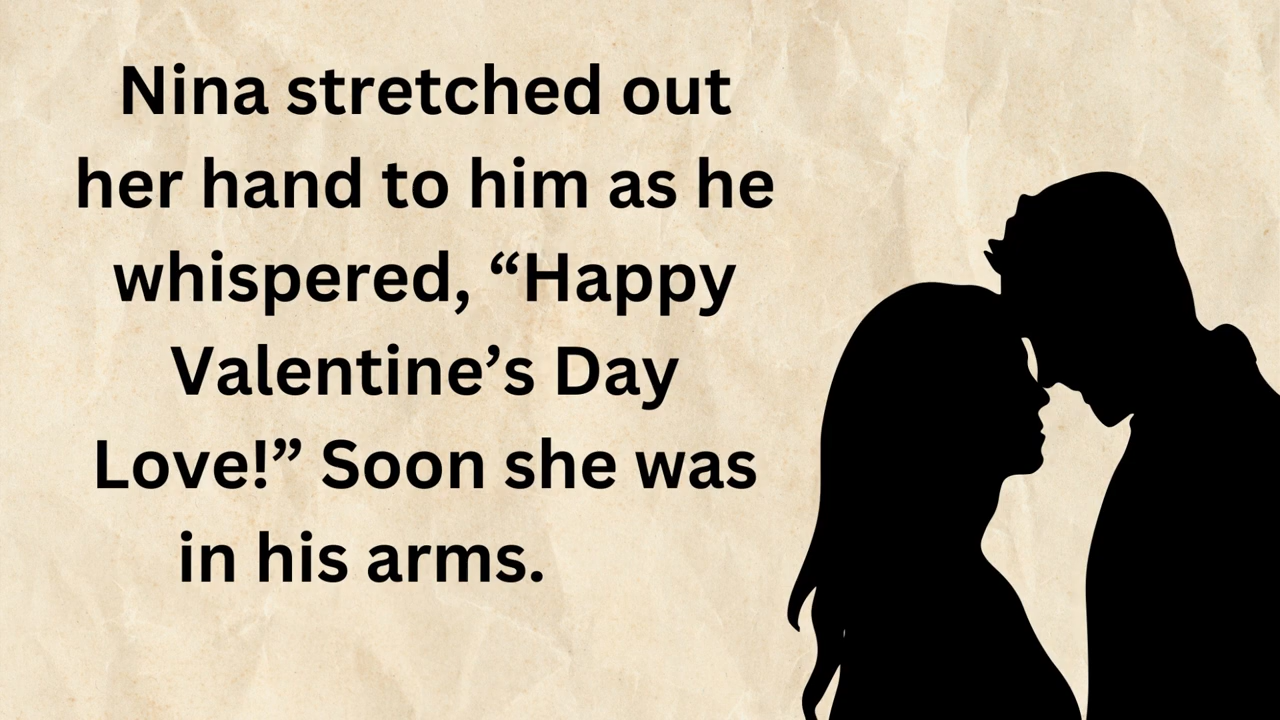 Nina stretched out
her hand to him as he
whispered, “Happy
Valentine’s Day
Love!” Soon she was
in his arms.